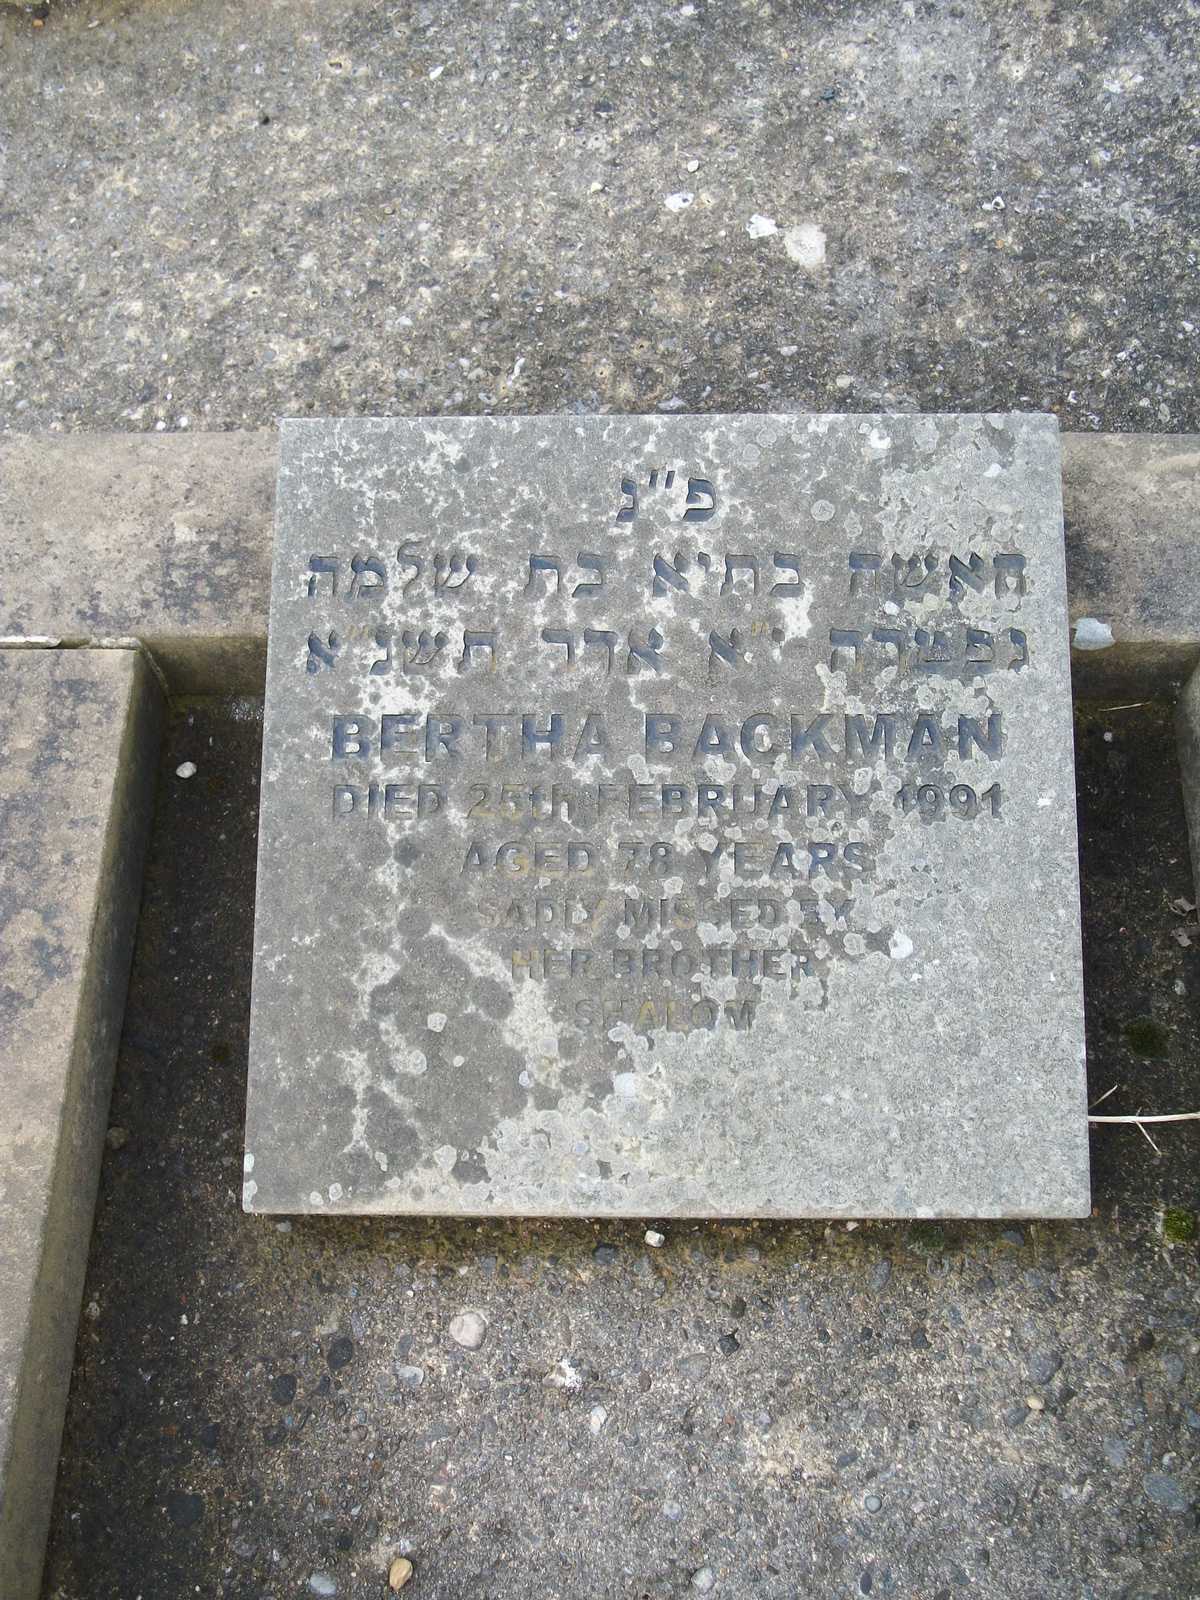 פ״נ
האשה בתיא בת שלמה
נפטרה י״א אדר תשנ״א
BERTHA BACKMAN
DIED 25th FEBRUARY 1991
AGED 78 YEARS
SADLY MISSED BY
HER BROTHER
SHALOM